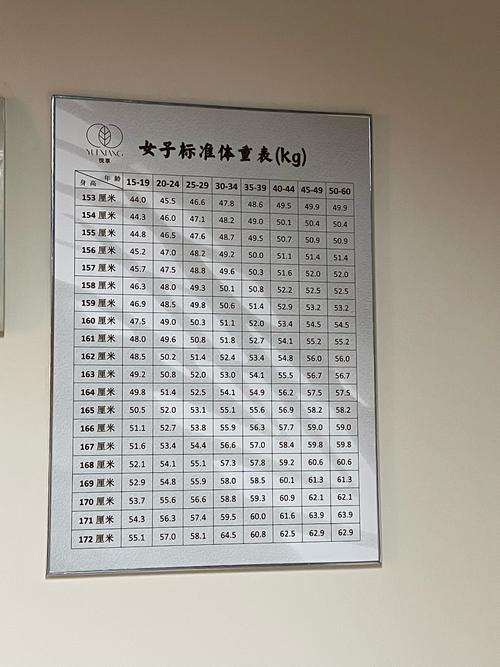 YUEXIANG
悦享
女子标准体重表(kg)
身高 年龄 15-19 20-24 25-29 30-34 35-39 40-44 45-49 50-60
153 厘米 44.0 45.5 46.6 47.8 48.6 49.5 49.9 49.9
154 厘米 44.3 46.0 47.1 48.2 49.0 50.1 50.4 50.4
155 厘米 44.8 46.5 47.6 48.7 49.5 50.7 50.9 50.9
156 厘米 45.2 47.0 48.2 49.2 50.0 51.1 51.4 51.4
157 厘米 45.7 47.5 48.8 49.6 50.3 51.6 52.0 52.0
158 厘米 46.3 48.0 49.3 50.1 50.8 52.2 52.5 52.5
159 厘米 46.9 48.5 49.8 50.6 51.4 52.9 53.2 53.2
160 厘米 47.5 49.0 50.3 51.1 52.0 53.4 54.5 54.5
161 厘米 48.0 49.6 50.8 51.8 52.7 54.1 55.2 55.2
162 厘米 48.5 50.2 51.4 52.4 53.4 54.8 56.0 56.0
163 厘米 49.2 50.8 52.0 53.0 54.1 55.5 56.7 56.7
164 厘米 49.8 51.4 52.5 54.1 54.9 56.2 57.5 57.5
165 厘米 50.5 52.0 53.1 55.1 55.6 56.9 58.2 58.2
166 厘米 51.1 52.7 53.8 55.9 56.3 57.7 59.0 59.0
167 厘米 51.6 53.4 54.4 56.6 57.0 58.4 59.8 59.8
168 厘米 52.1 54.1 55.1 57.3 57.8 59.2 60.6 60.6
169 厘米 52.9 54.8 55.9 58.0 58.5 60.1 61.3 61.3
170 厘米 53.7 55.6 56.6 58.8 59.3 60.9 62.1 62.1
171 厘米 54.3 56.3 57.4 59.5 60.0 61.6 63.9 63.9
172 厘米 55.1 57.0 58.1 64.5 60.8 62.5 62.9 62.9